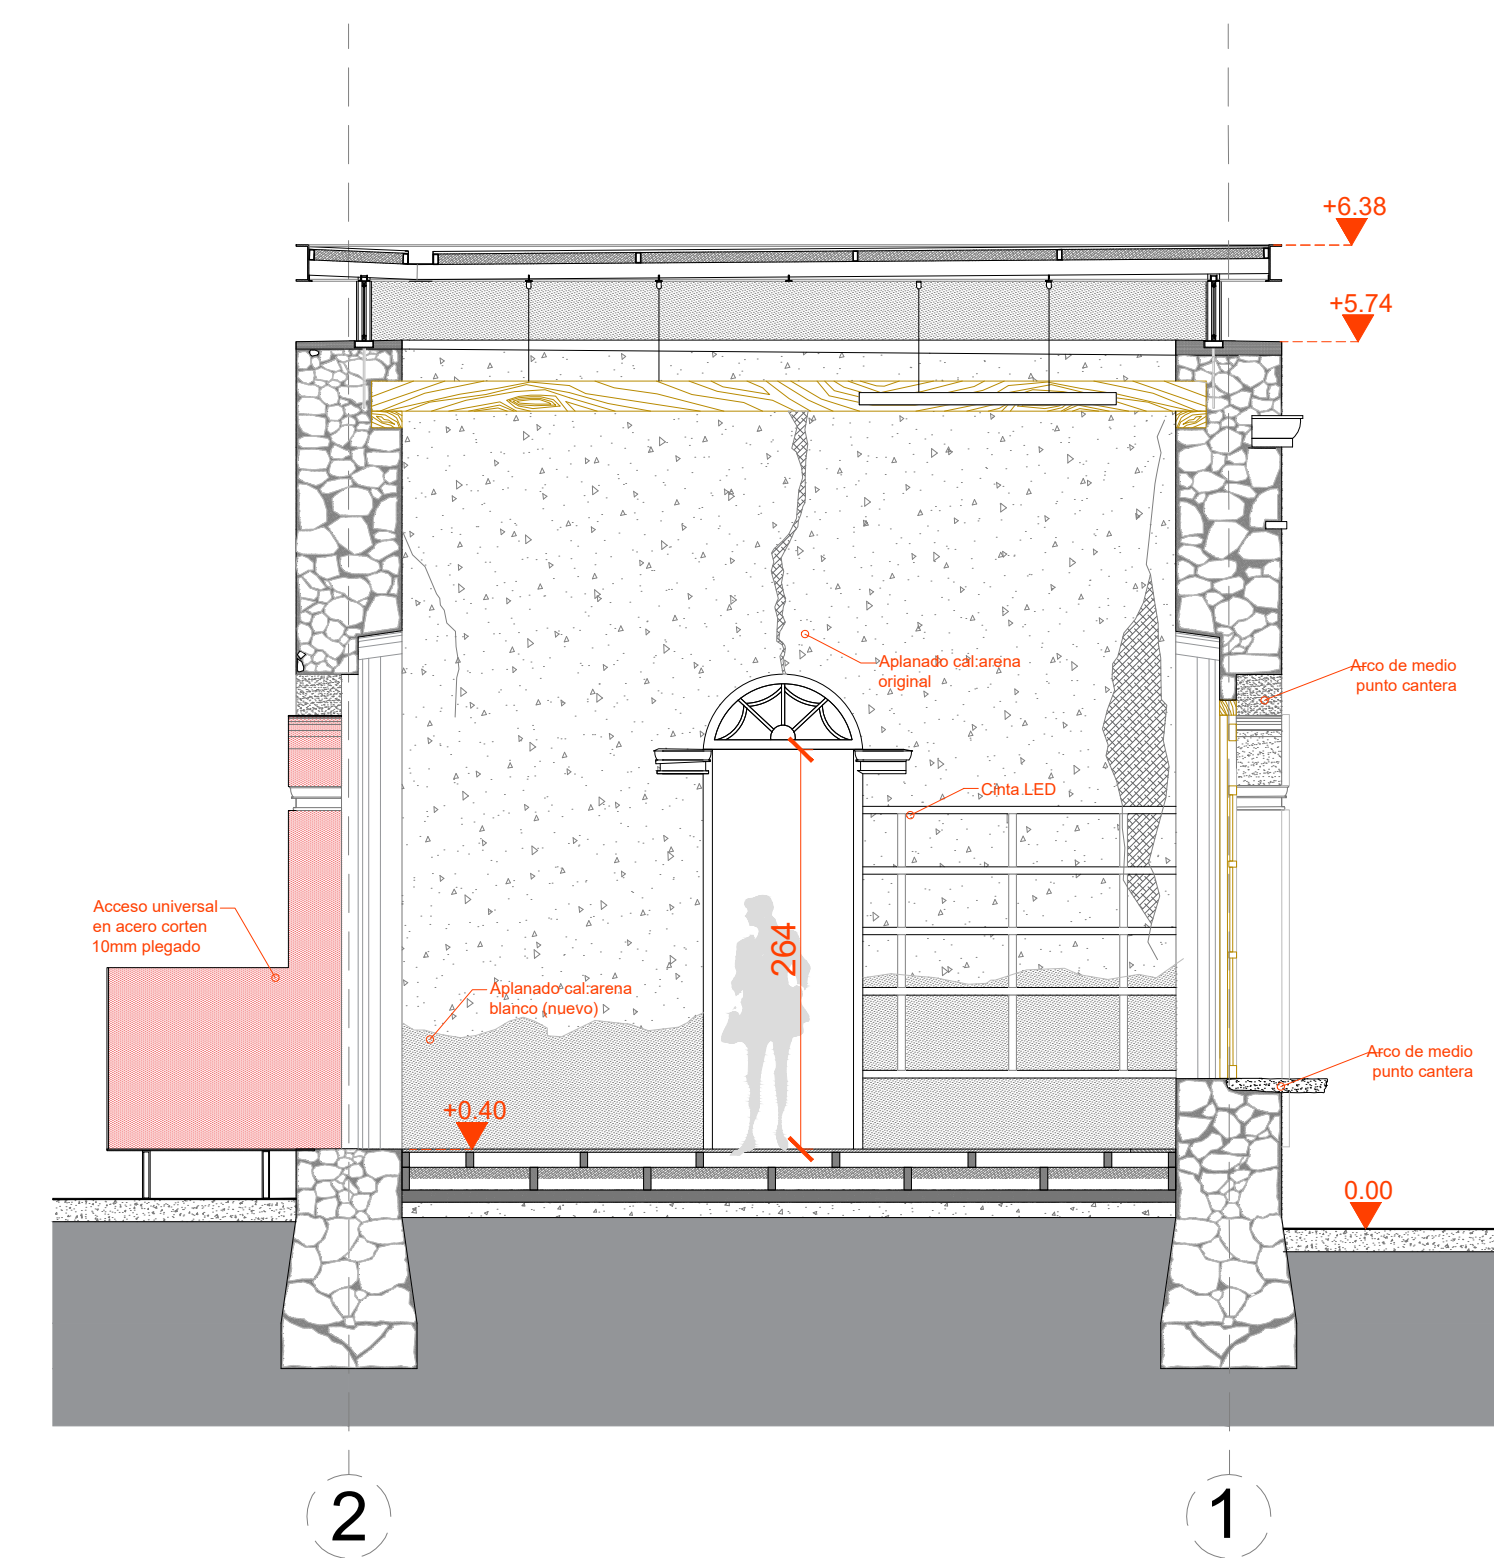 +6.38
+5.74
Aplanado cal:arena
original
Arco de medio
punto cantera
Cinta LED
Acceso universal
en acero corten
10mm plegado
264
Aplanado cal:arena
blanco (nuevo)
Arco de medio
punto cantera
+0.40
0.00
2
1